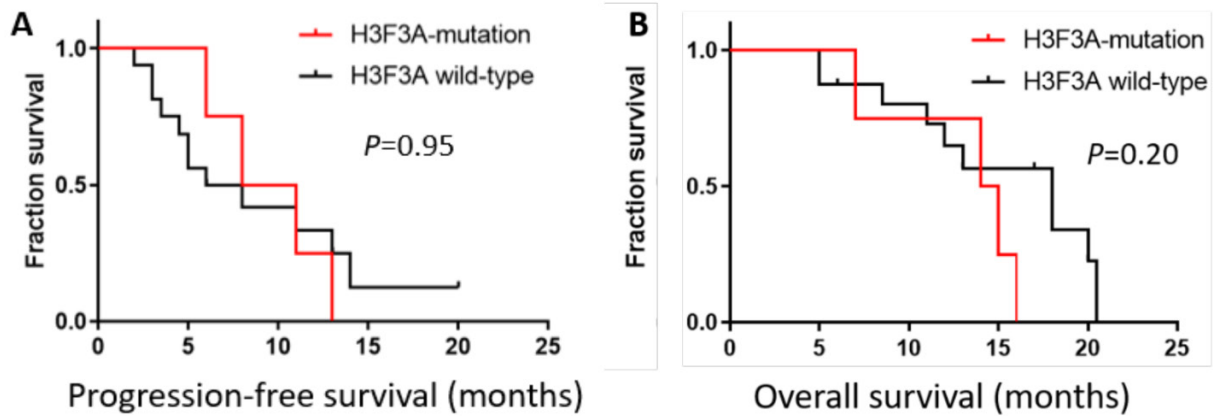 A
H3F3A-mutation
H3F3A wild-type
P=0.95
Fraction survival
1.0
0.5
0.0
0 5 10 15 20 25
Progression-free survival (months)
B
H3F3A-mutation
H3F3A wild-type
P=0.20
Fraction survival
1.0
0.5
0.0
0 5 10 15 20 25
Overall survival (months)